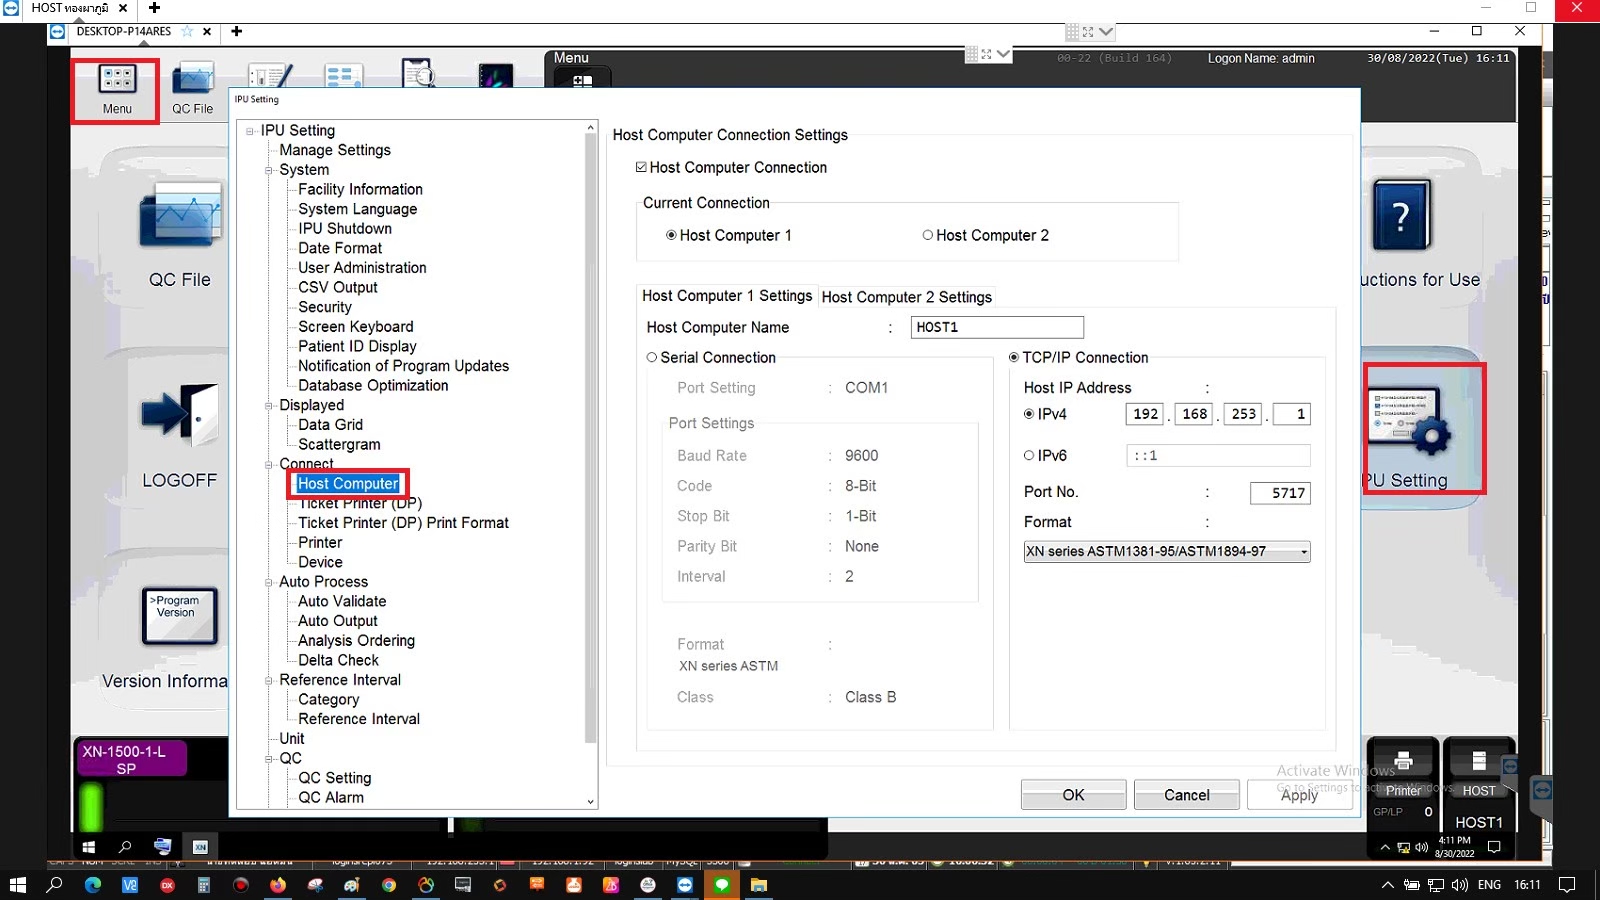 HOST ทองผาภูมิ
DESKTOP-P14ARES
Menu
00-22 (Build 164)
Logon Name: admin
30/08/2022(Tue) 16:11
Menu
QC File
IPU Setting
IPU Setting
Manage Settings
System
Facility Information
System Language
IPU Shutdown
Date Format
User Administration
CSV Output
Security
Screen Keyboard
Patient ID Display
Notification of Program Updates
Database Optimization
Displayed
Data Grid
Scattergram
Connect
Host Computer
Ticket Printer (DP)
Ticket Printer (DP) Print Format
Printer
Device
Auto Process
Auto Validate
Auto Output
Analysis Ordering
Delta Check
Reference Interval
Category
Reference Interval
Unit
QC
QC Setting
QC Alarm
Host Computer Connection Settings
Host Computer Connection
Current Connection
Host Computer 1
Host Computer 2
Host Computer 1 Settings
Host Computer 2 Settings
Host Computer Name : HOST1
Serial Connection
Port Setting : COM1
Port Settings
Baud Rate : 9600
Code : 8-Bit
Stop Bit : 1-Bit
Parity Bit : None
Interval : 2
Format :
XN series ASTM
Class : Class B
TCP/IP Connection
Host IP Address :
IPv4 192 . 168 . 253 . 1
IPv6 ::1
Port No. : 5717
Format :
XN series ASTM1381-95/ASTM1894-97
OK
Cancel
Apply
Activate Windows
Go to Settings to activate Windows.
QC File
LOGOFF
>Program
Version
Version Informa
uctions for Use
PU Setting
XN-1500-1-L
SP
Printer
GP/LP 0
HOST
HOST1
XN
4:11 PM
8/30/2022
ENG
16:11